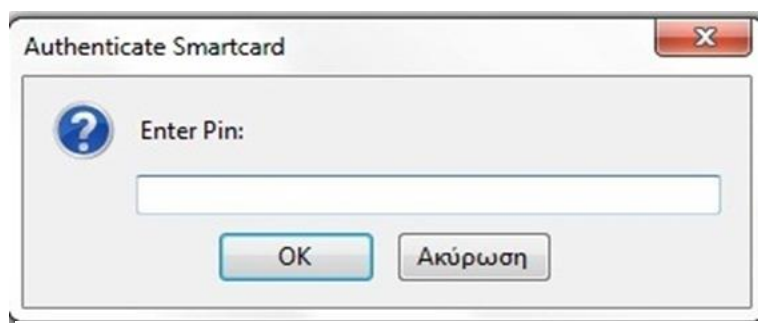 Authenticate Smartcard
Enter Pin:
OK
Ακύρωση